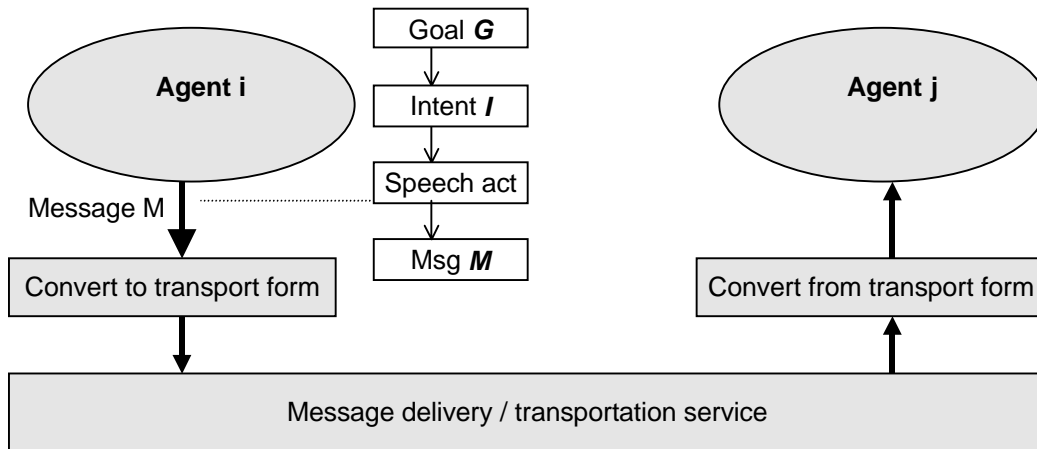 Goal G
Agent i
Agent j
Intent I
Speech act
Message M
Msg M
Convert to transport form
Convert from transport form
Message delivery / transportation service